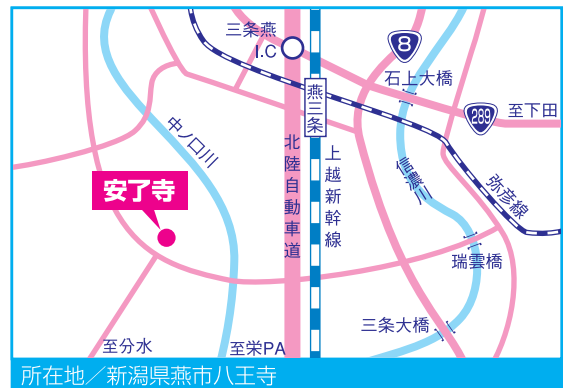 三条燕
I.C
8
石上大橋
289
至下田
燕三条
中ノ口川
北陸自動車道
上越新幹線
信濃川
弥彦線
安了寺
瑞雲橋
三条大橋
至分水
至栄PA
所在地／新潟県燕市八王寺